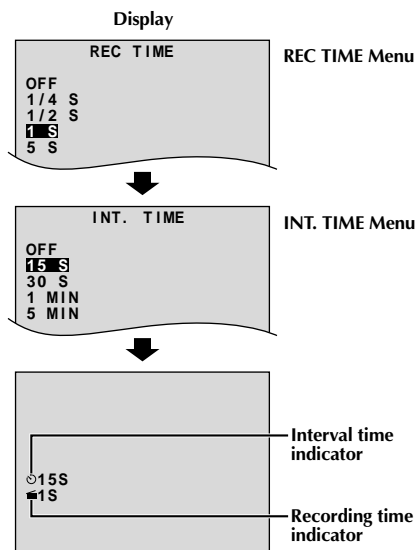 Display
REC TIME
REC TIME Menu
OFF
1/4 S
1/2 S
1 S
5 S
INT. TIME
INT. TIME Menu
OFF
15 S
30 S
1 MIN
5 MIN
Interval time
indicator
15S
1S
Recording time
indicator